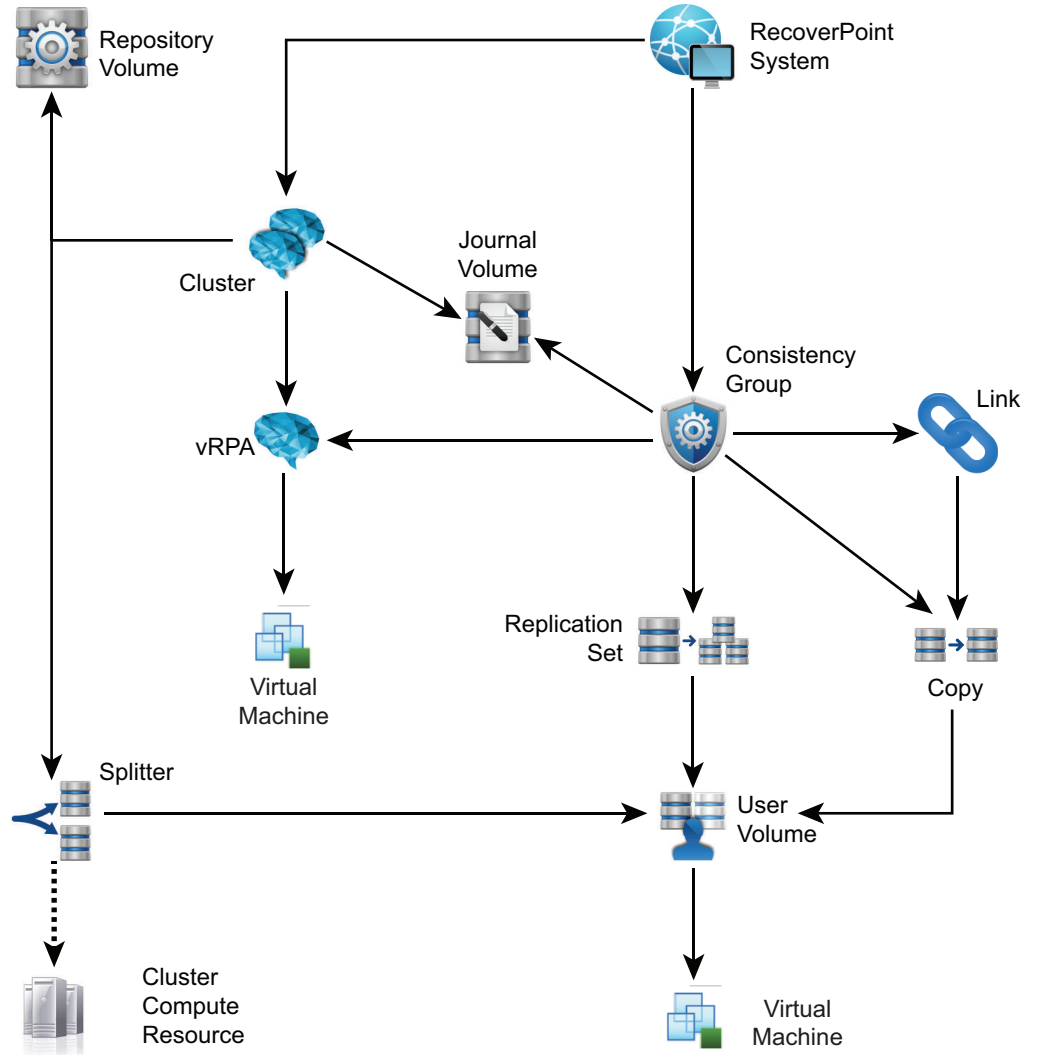 Repository
Volume
RecoverPoint
System
Cluster
Journal
Volume
Consistency
Group
Link
vRPA
Replication
Set
Copy
Virtual
Machine
Splitter
User
Volume
Cluster
Compute
Resource
Virtual
Machine